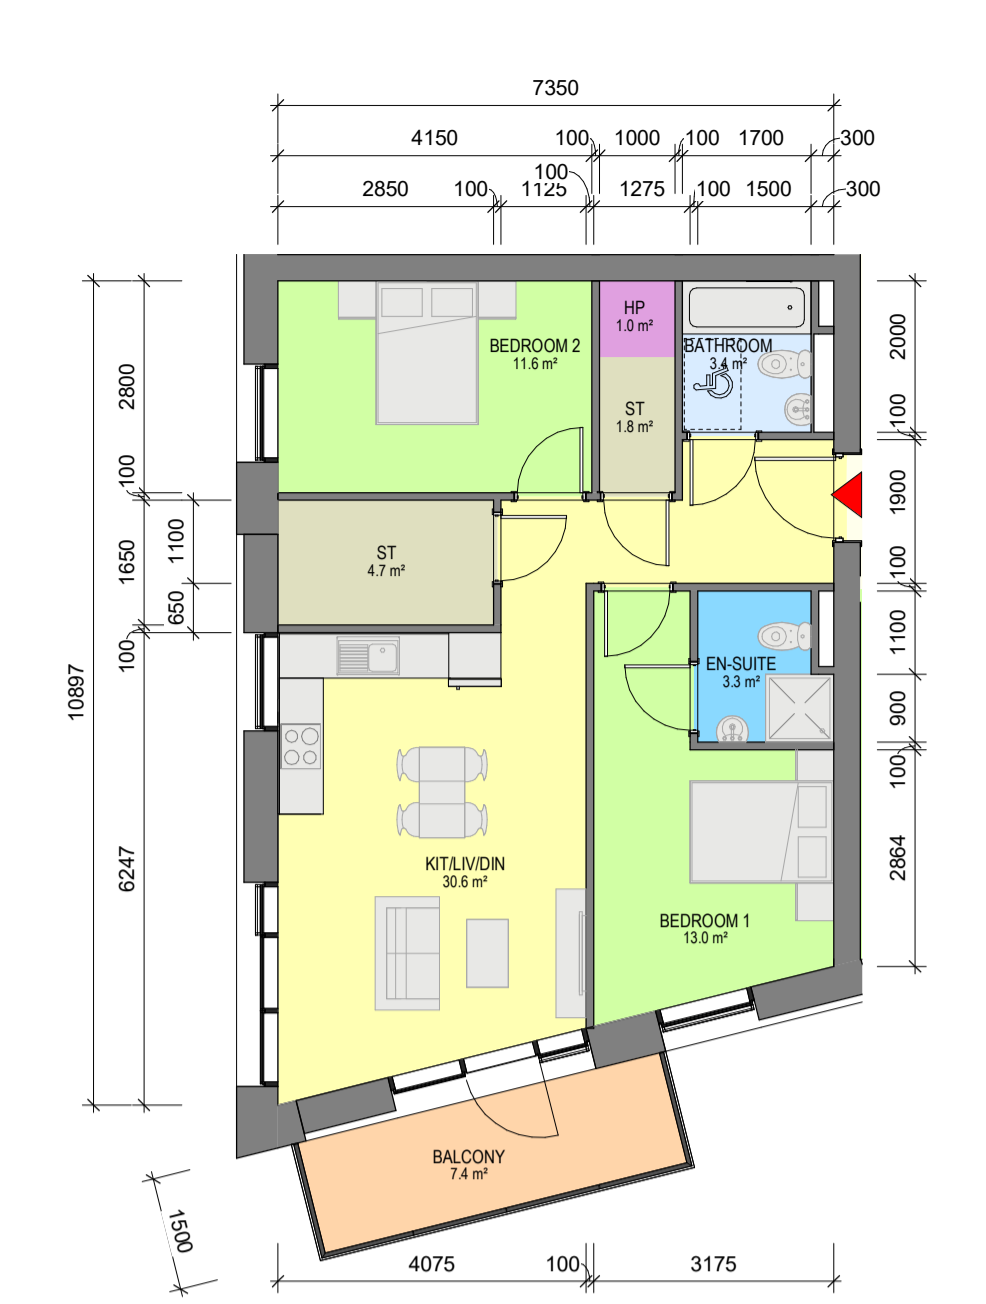 7350
4150
100
1000
100
1700
300
100
2850
100
1125
1275
100
1500
300
2800
100
1650
1100
650
100
10897
6247
1500
2000
100
1900
100
1100
900
100
2864
BEDROOM 2
11.6 m²
HP
1.0 m²
ST
1.8 m²
BATHROOM
3.4 m²
ST
4.7 m²
EN-SUITE
3.3 m²
KIT/LIV/DIN
30.6 m²
BEDROOM 1
13.0 m²
BALCONY
7.4 m²
4075
100
3175